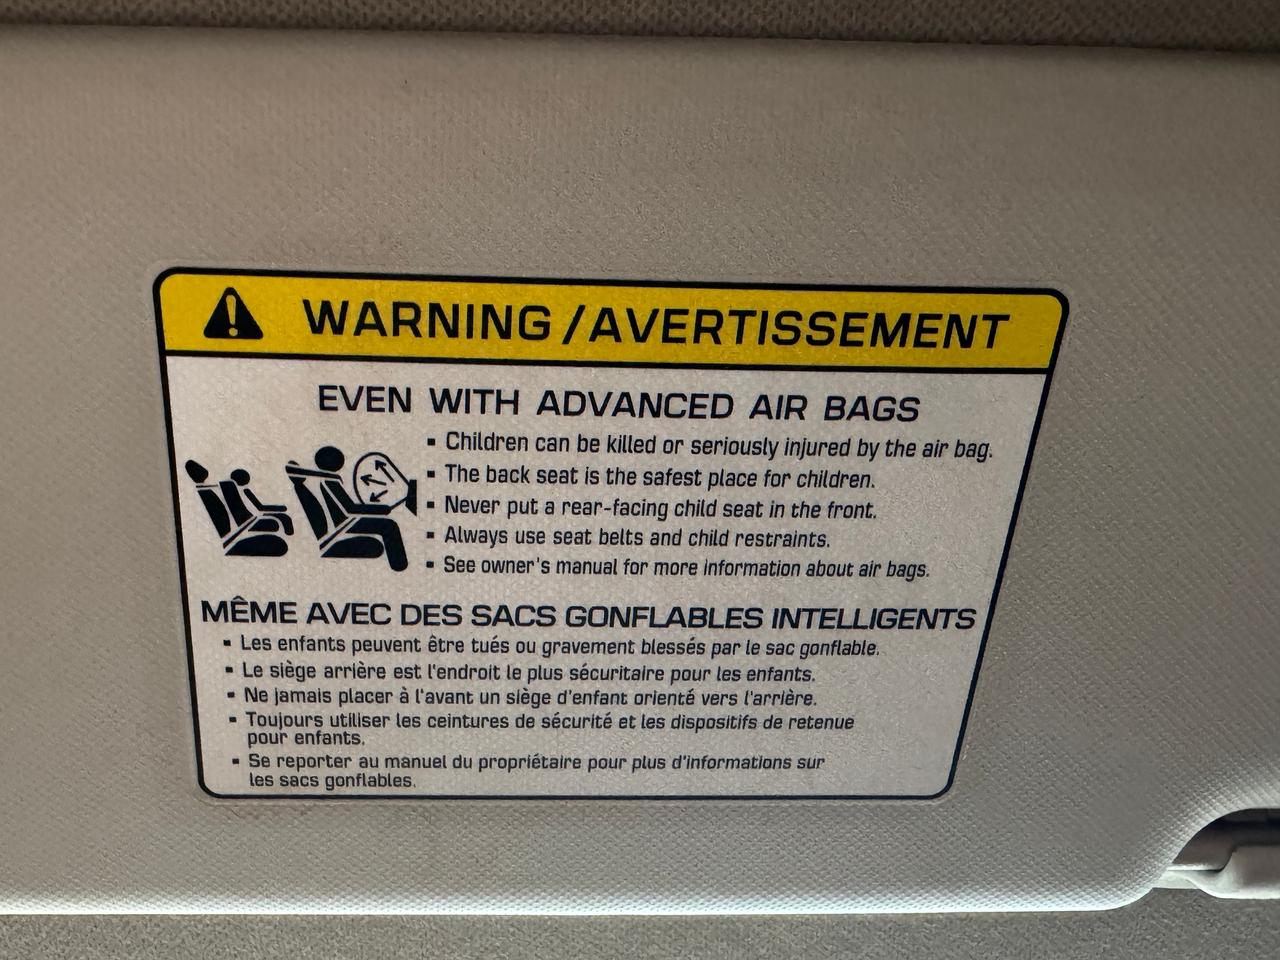 WARNING/AVERTISSEMENT
EVEN WITH ADVANCED AIR BAGS
▪ Children can be killed or seriously injured by the air bag.
▪ The back seat is the safest place for children.
▪ Never put a rear-facing child seat in the front.
▪ Always use seat belts and child restraints.
▪ See owner's manual for more information about air bags.
MÊME AVEC DES SACS GONFLABLES INTELLIGENTS
▪ Les enfants peuvent être tués ou gravement blessés par le sac gonflable.
▪ Le siège arrière est l'endroit le plus sécuritaire pour les enfants.
▪ Ne jamais placer à l'avant un siège d'enfant orienté vers l'arrière.
▪ Toujours utiliser les ceintures de sécurité et les dispositifs de retenue
pour enfants.
▪ Se reporter au manuel du propriétaire pour plus d'informations sur
les sacs gonflables.